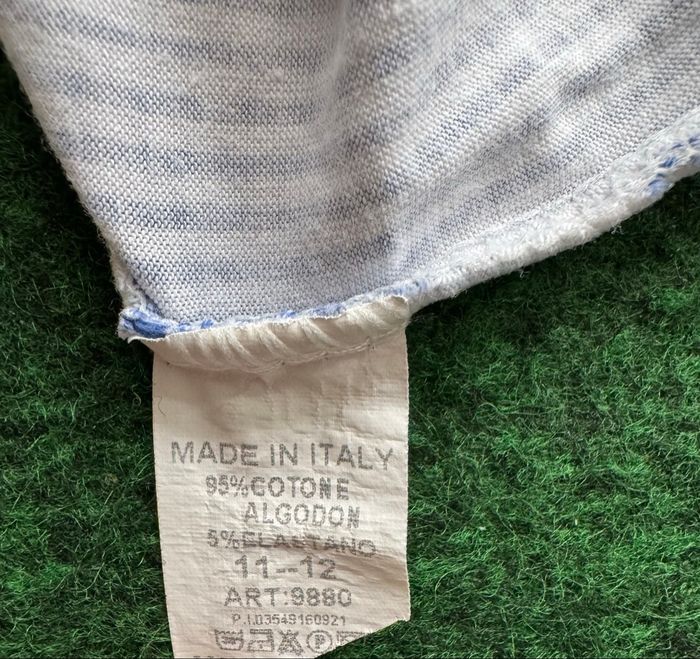 MADE IN ITALY
95%COTONE
ALGODON
5%ELASTANO
11--12
ART:9880
P.I.03549160921